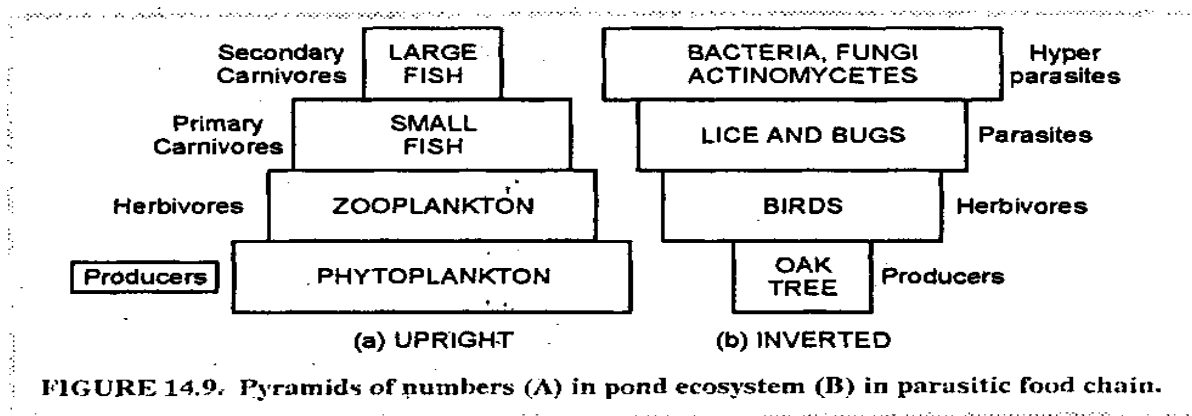 Secondary
Carnivores
LARGE
FISH
BACTERIA, FUNGI
ACTINOMYCETES
Hyper
parasites
Primary
Carnivores
SMALL
FISH
LICE AND BUGS
Parasites
Herbivores
ZOOPLANKTON
BIRDS
Herbivores
Producers
PHYTOPLANKTON
OAK
TREE
Producers
(a) UPRIGHT
(b) INVERTED
FIGURE 14.9. Pyramids of numbers (A) in pond ecosystem (B) in parasitic food chain.